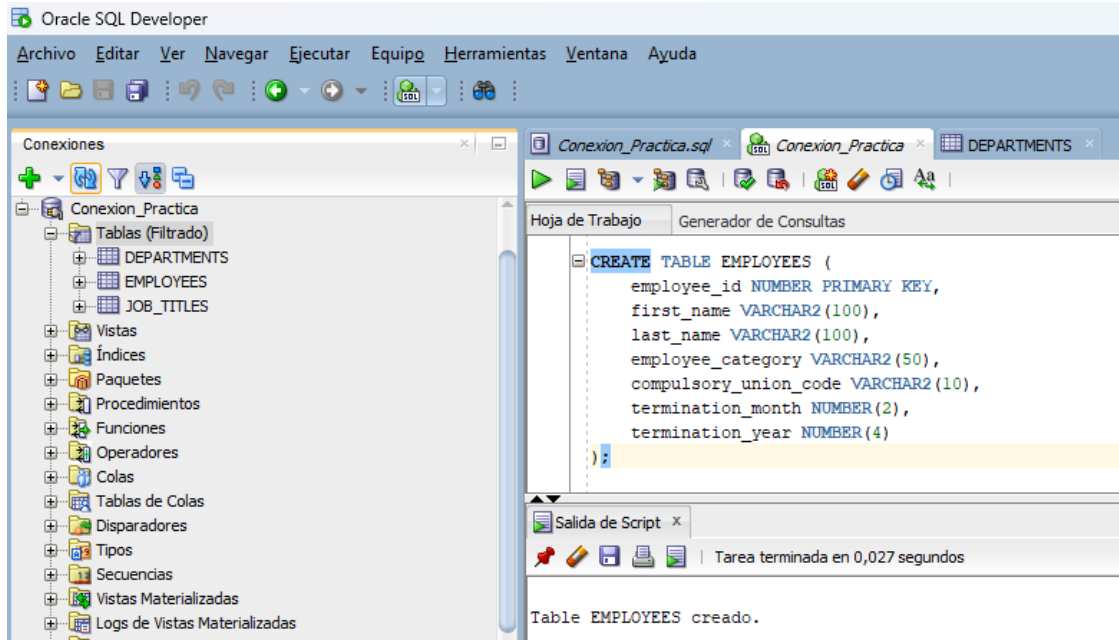 Oracle SQL Developer
Archivo Editar Ver Navegar Ejecutar Equipo Herramientas Ventana Ayuda
Conexiones
Conexion_Practica
Tablas (Filtrado)
DEPARTMENTS
EMPLOYEES
JOB_TITLES
Vistas
Índices
Paquetes
Procedimientos
Funciones
Operadores
Colas
Tablas de Colas
Disparadores
Tipos
Secuencias
Vistas Materializadas
Logs de Vistas Materializadas
Conexion_Practica.sql Conexion_Practica DEPARTMENTS
Hoja de Trabajo Generador de Consultas
CREATE TABLE EMPLOYEES (
employee_id NUMBER PRIMARY KEY,
first_name VARCHAR2(100),
last_name VARCHAR2(100),
employee_category VARCHAR2(50),
compulsory_union_code VARCHAR2(10),
termination_month NUMBER(2),
termination_year NUMBER(4)
);
Salida de Script x
Tarea terminada en 0,027 segundos
Table EMPLOYEES creado.